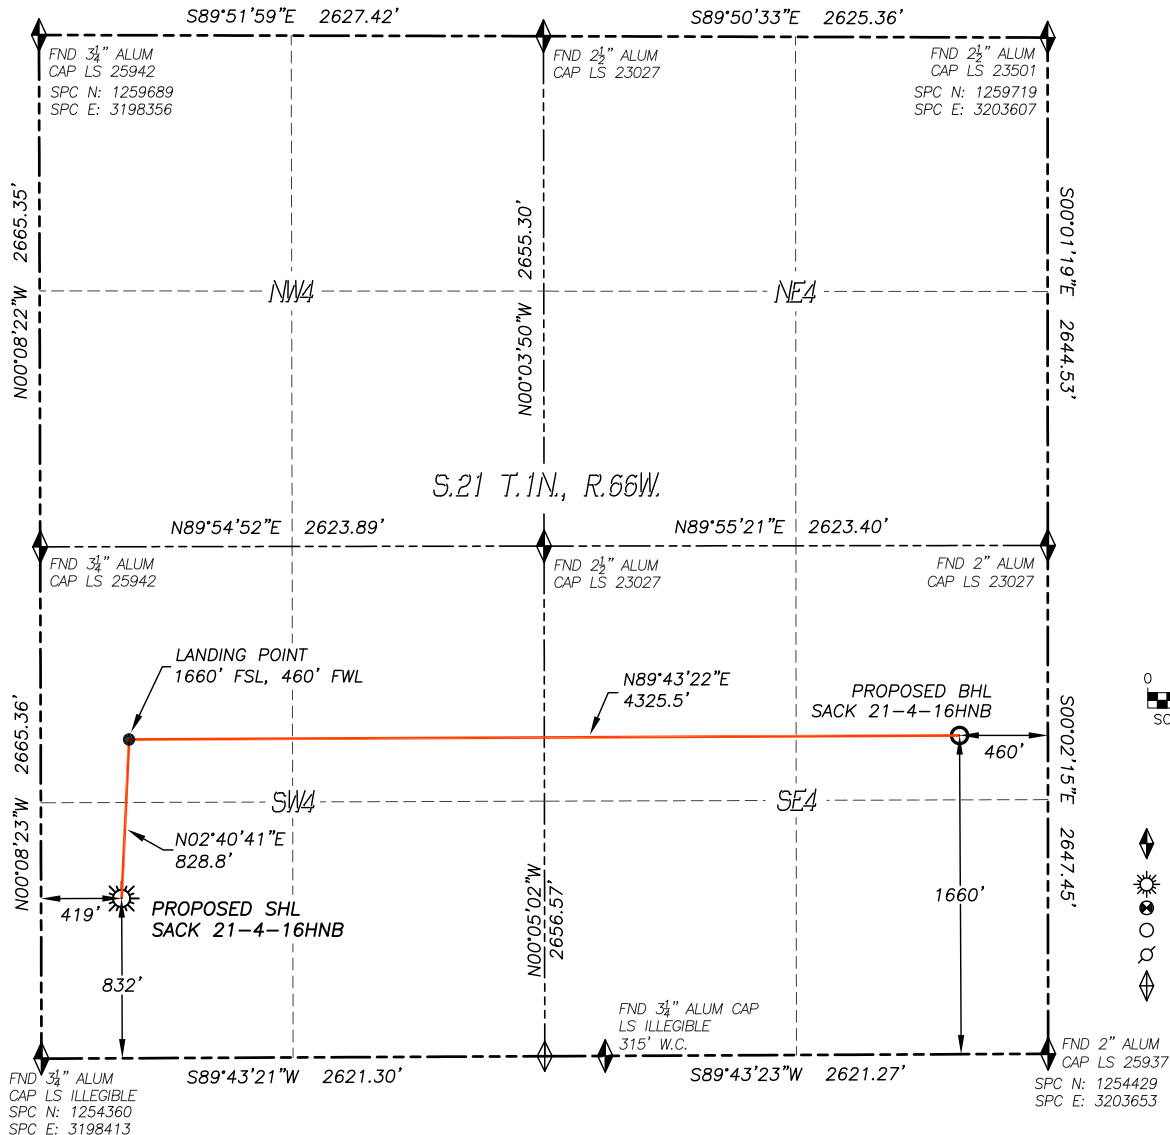 S89°51'59"E 2627.42'
S89°50'33"E 2625.36'
FND 3¼" ALUM
CAP LS 25942
SPC N: 1259689
SPC E: 3198356
FND 2½" ALUM
CAP LS 23027
FND 2½" ALUM
CAP LS 23501
SPC N: 1259719
SPC E: 3203607
N00°08'22"W 2665.35'
N00°03'50"W 2655.30'
S00°01'19"E 2644.53'
NW4
NE4
S.21 T.1N., R.66W.
N89°54'52"E 2623.89'
N89°55'21"E 2623.40'
FND 3¼" ALUM
CAP LS 25942
FND 2½" ALUM
CAP LS 23027
FND 2" ALUM
CAP LS 23027
LANDING POINT
1660' FSL, 460' FWL
N89°43'22"E
4325.5'
PROPOSED BHL
SACK 21-4-16HNB
460'
0
SC
N00°08'23"W 2665.36'
S00°02'15"E 2647.45'
SW4
SE4
N02°40'41"E
828.8'
419'
PROPOSED SHL
SACK 21-4-16HNB
N00°05'02"W
2656.57'
1660'
832'
FND 3¼" ALUM CAP
LS ILLEGIBLE
315' W.C.
S89°43'21"W 2621.30'
S89°43'23"W 2621.27'
FND 3¼" ALUM
CAP LS ILLEGIBLE
SPC N: 1254360
SPC E: 3198413
FND 2" ALUM
CAP LS 25937
SPC N: 1254429
SPC E: 3203653